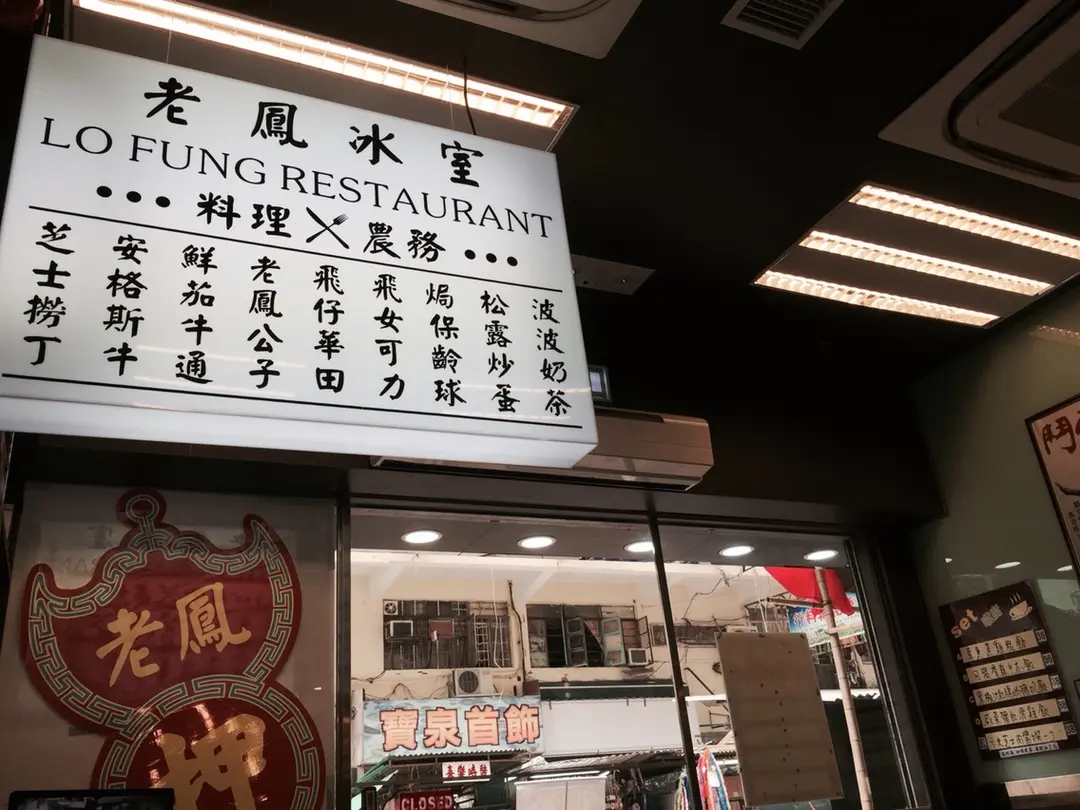 老鳳冰室
LO FUNG RESTAURANT
料理 農務
芝士撈丁
安格斯牛
鮮茄牛通
老鳳公子
飛仔華田
飛女可力
焗保齡球
松露炒蛋
波波奶茶
老鳳
押
寶泉首飾
CLOSED
set